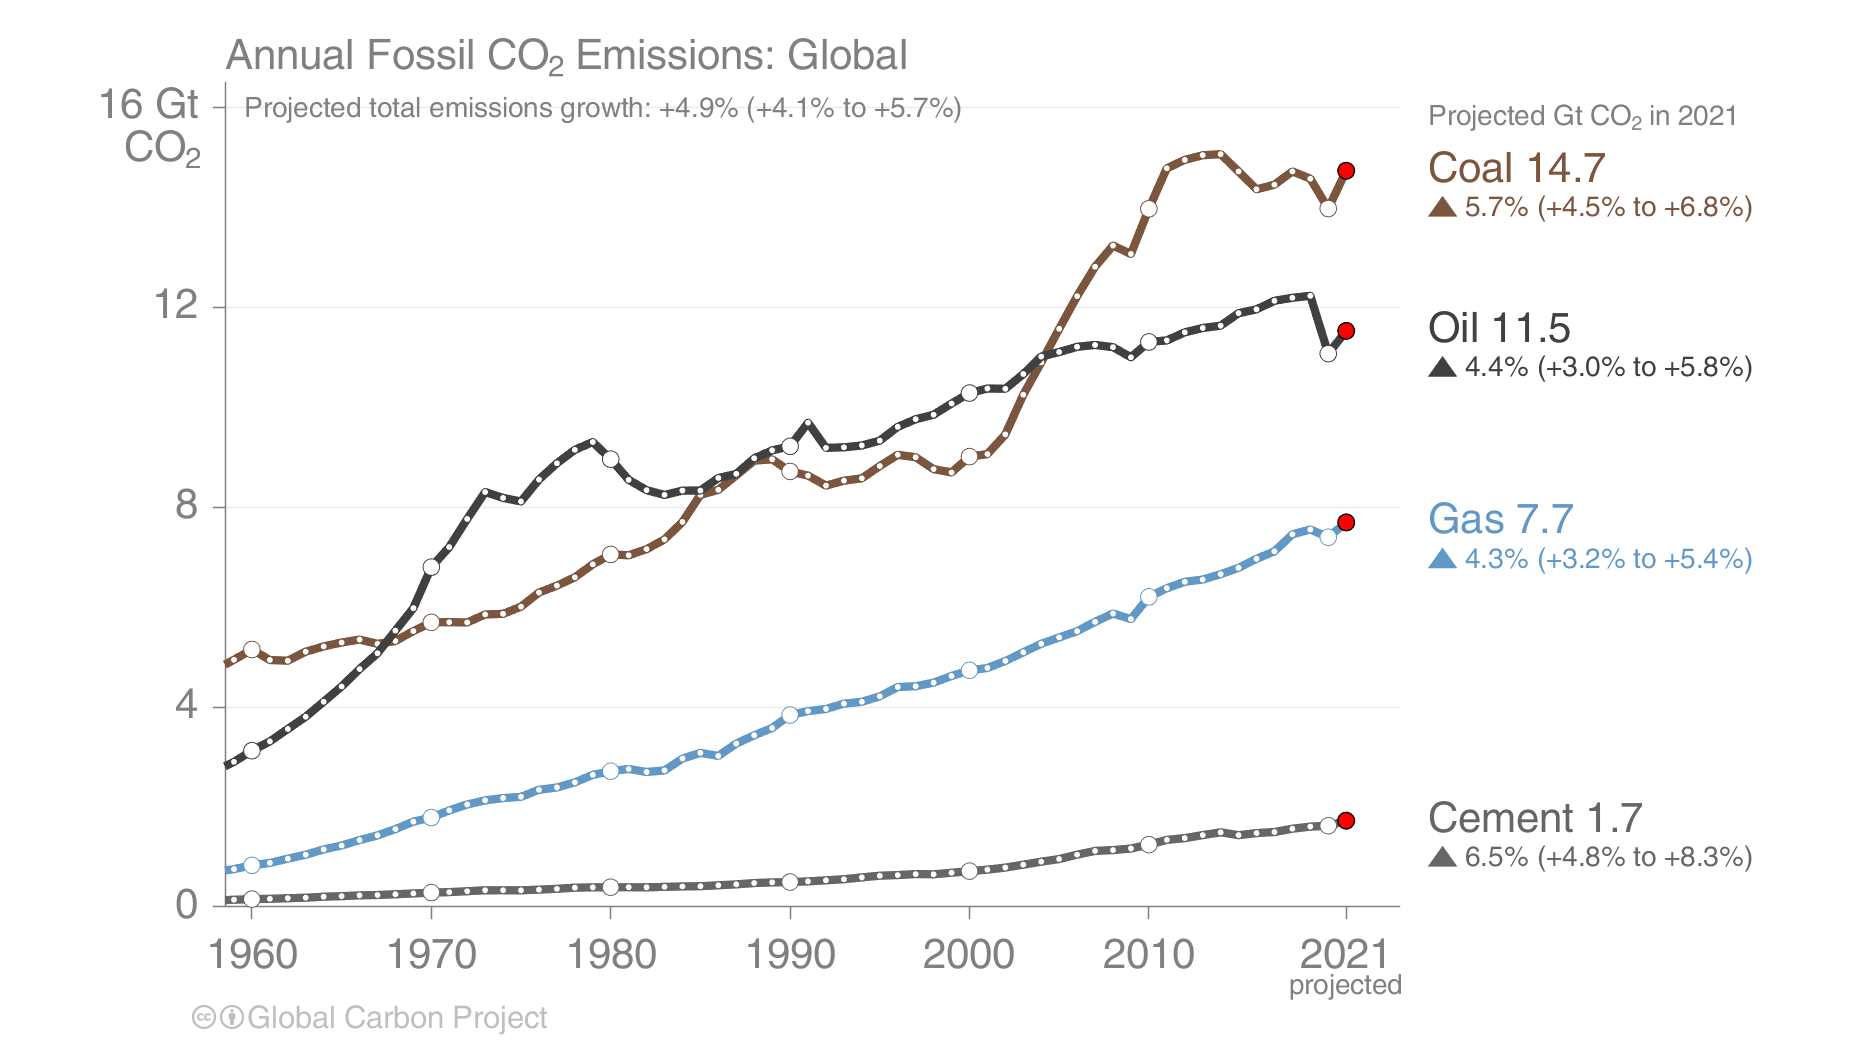 Annual Fossil CO₂ Emissions: Global
Projected total emissions growth: +4.9% (+4.1% to +5.7%)
16 Gt
CO₂
12
8
4
0
1960 1970 1980 1990 2000 2010 2021
projected
Projected Gt CO₂ in 2021
Coal 14.7
▲ 5.7% (+4.5% to +6.8%)
Oil 11.5
▲ 4.4% (+3.0% to +5.8%)
Gas 7.7
▲ 4.3% (+3.2% to +5.4%)
Cement 1.7
▲ 6.5% (+4.8% to +8.3%)
cc Global Carbon Project